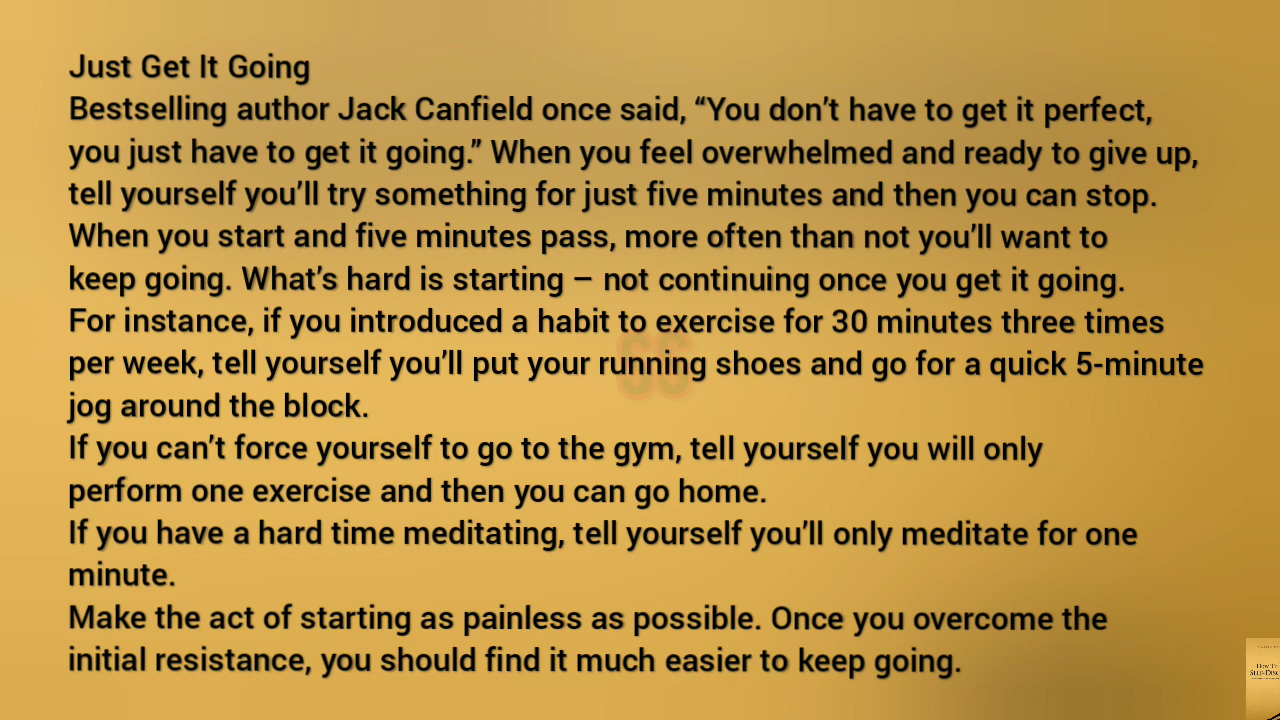 Just Get It Going
Bestselling author Jack Canfield once said, “You don’t have to get it perfect,
you just have to get it going.” When you feel overwhelmed and ready to give up,
tell yourself you’ll try something for just five minutes and then you can stop.
When you start and five minutes pass, more often than not you’ll want to
keep going. What’s hard is starting – not continuing once you get it going.
For instance, if you introduced a habit to exercise for 30 minutes three times
per week, tell yourself you’ll put your running shoes and go for a quick 5-minute
jog around the block.
If you can’t force yourself to go to the gym, tell yourself you will only
perform one exercise and then you can go home.
If you have a hard time meditating, tell yourself you’ll only meditate for one
minute.
Make the act of starting as painless as possible. Once you overcome the
initial resistance, you should find it much easier to keep going.
How To